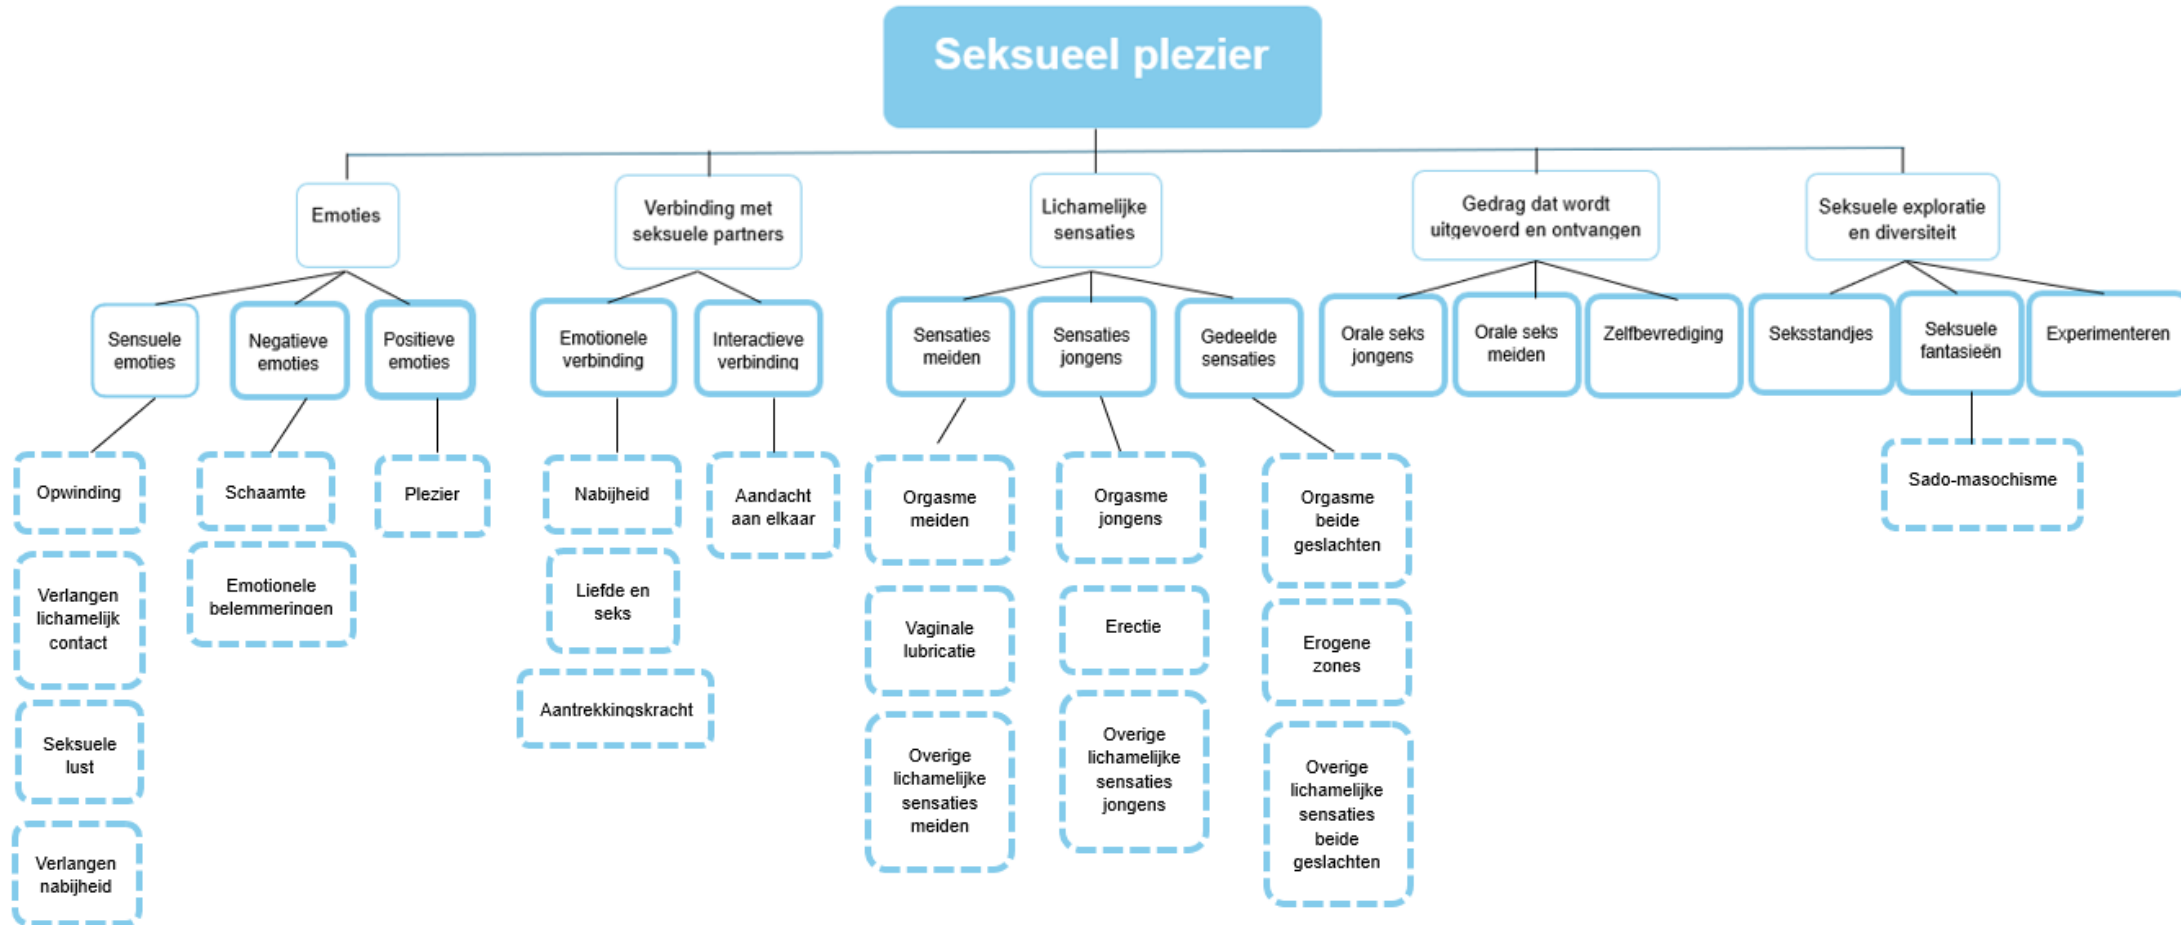 Seksueel plezier
Emoties
Verbinding met
seksuele partners
Lichamelijke
sensaties
Gedrag dat wordt
uitgevoerd en ontvangen
Seksuele exploratie
en diversiteit
Sensuele
emoties
Negatieve
emoties
Positieve
emoties
Emotionele
verbinding
Interactieve
verbinding
Sensaties
meiden
Sensaties
jongens
Gedeelde
sensaties
Orale seks
jongens
Orale seks
meiden
Zelfbevrediging
Seksstandjes
Seksuele
fantasieën
Experimenteren
Opwinding
Schaamte
Plezier
Nabijheid
Aandacht
aan elkaar
Orgasme
meiden
Orgasme
jongens
Orgasme
beide
geslachten
Sado-masochisme
Verlangen
lichamelijk
contact
Emotionele
belemmeringen
Liefde en
seks
Vaginale
lubricatie
Erectie
Erogene
zones
Seksuele
lust
Aantrekkingskracht
Overige
lichamelijke
sensaties
meiden
Overige
lichamelijke
sensaties
jongens
Overige
lichamelijke
sensaties
beide
geslachten
Verlangen
nabijheid